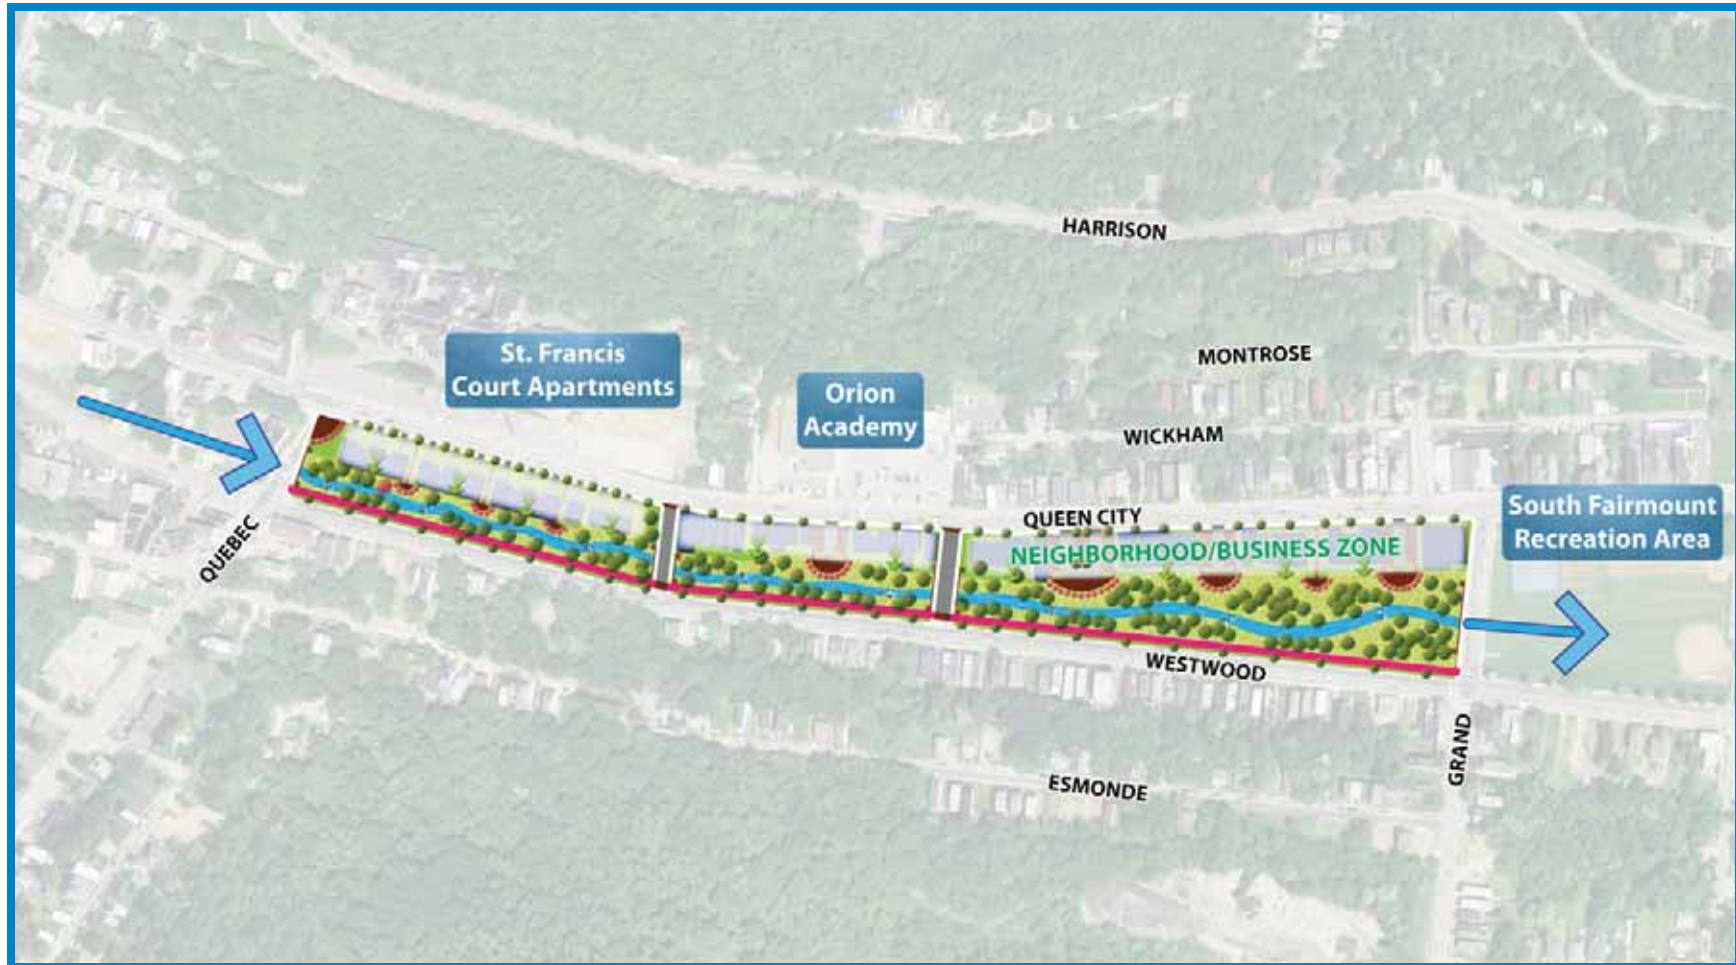 HARRISON
St. Francis
Court Apartments
MONTROSE
Orion
Academy
WICKHAM
QUEBEC
QUEEN CITY
NEIGHBORHOOD/BUSINESS ZONE
South Fairmount
Recreation Area
WESTWOOD
GRAND
ESMONDE